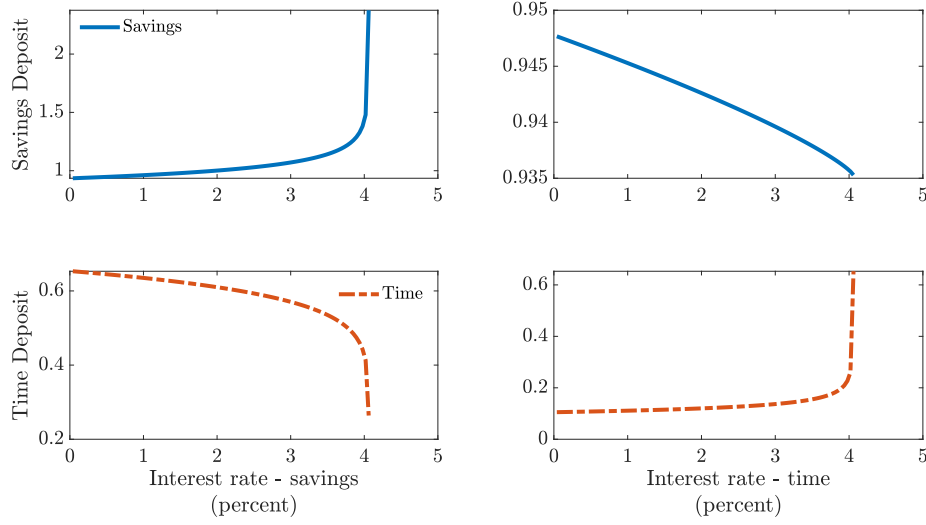 Savings Deposit
2
1.5
1
Savings
0 1 2 3 4 5
0.95
0.945
0.94
0.935
0 1 2 3 4 5
Time Deposit
0.6
0.4
0.2
Time
0 1 2 3 4 5
Interest rate - savings
(percent)
0.6
0.4
0.2
0
0 1 2 3 4 5
Interest rate - time
(percent)